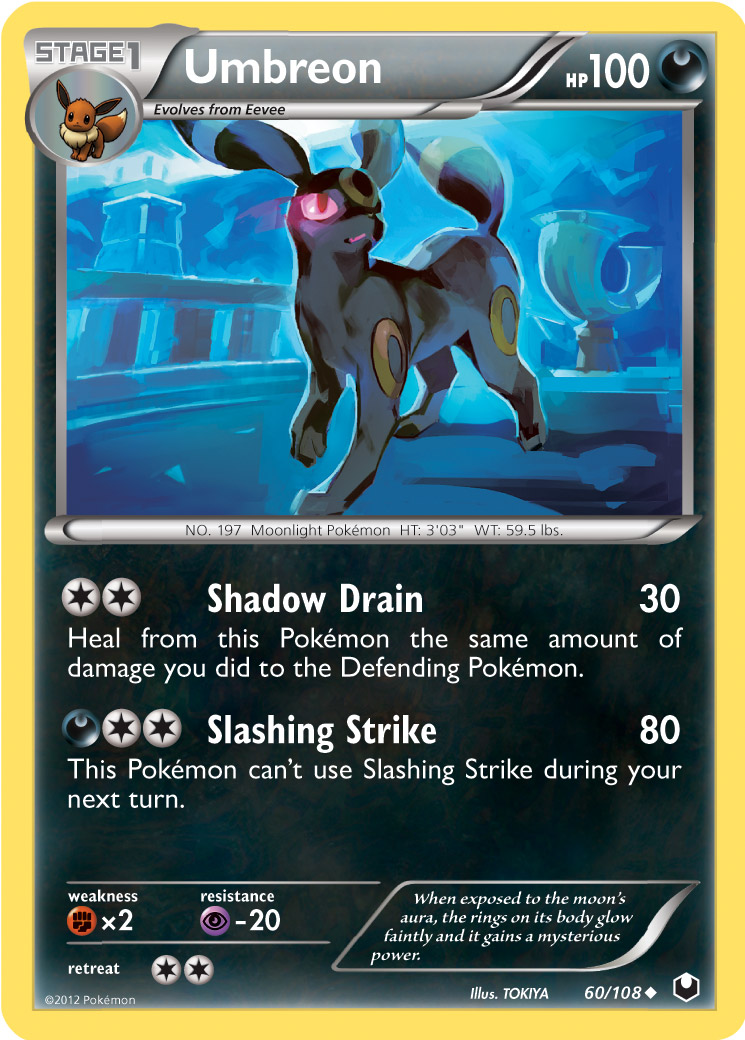 STAGE1
Umbreon
HP100
Evolves from Eevee
NO. 197 Moonlight Pokémon HT: 3'03" WT: 59.5 lbs.
Shadow Drain 30
Heal from this Pokémon the same amount of
damage you did to the Defending Pokémon.
Slashing Strike 80
This Pokémon can't use Slashing Strike during your
next turn.
weakness
×2
resistance
-20
retreat
When exposed to the moon's
aura, the rings on its body glow
faintly and it gains a mysterious
power.
©2012 Pokémon
Illus. TOKIYA
60/108